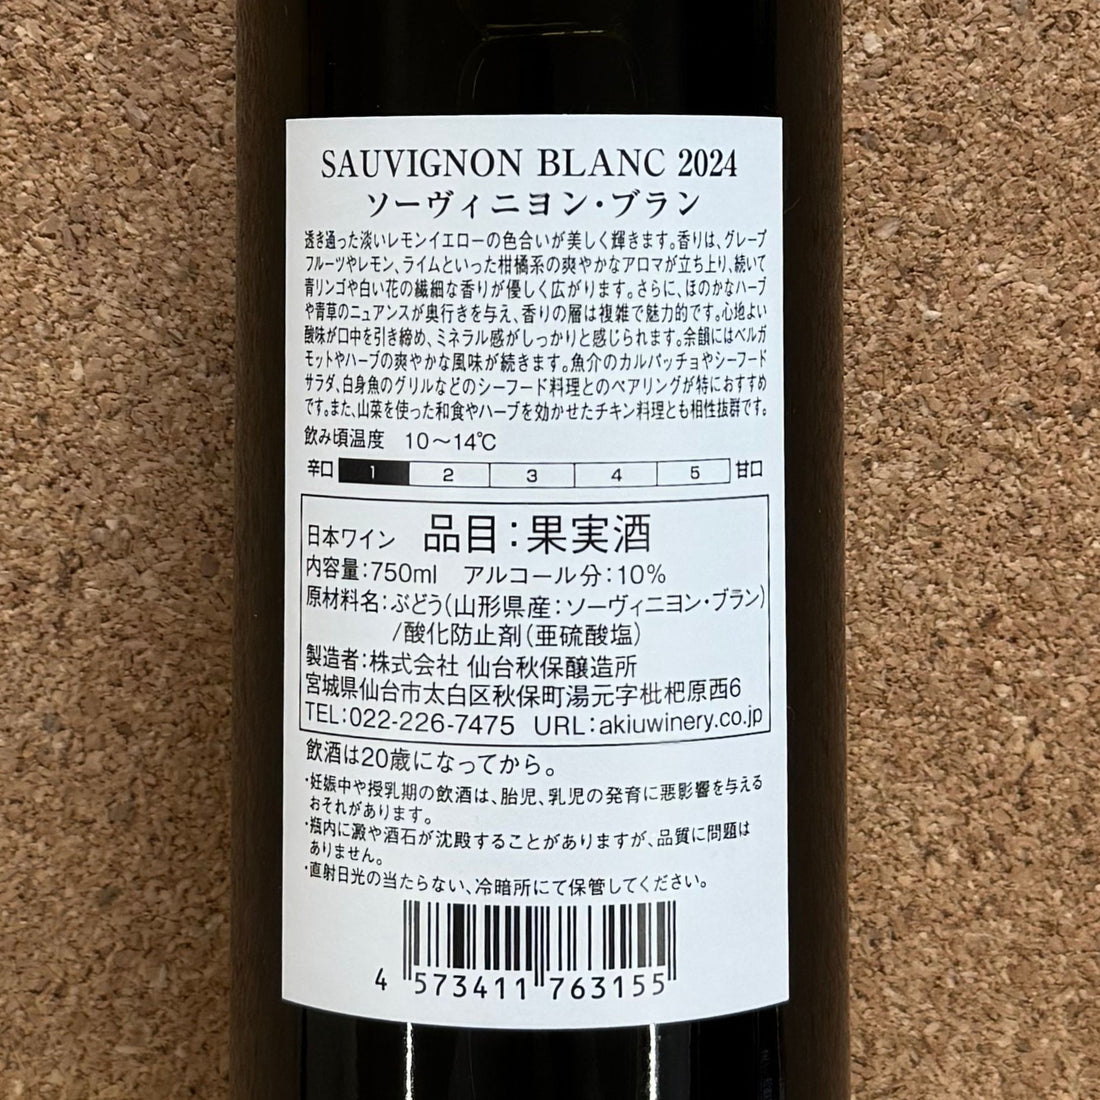 SAUVIGNON BLANC 2024
ソーヴィニヨン・ブラン
透き通った淡いレモンイエローの色合いが美しく輝きます。香りは、グレープ
フルーツやレモン、ライムといった柑橘系の爽やかなアロマが立ち上り、続いて
青リンゴや白い花の繊細な香りが優しく広がります。さらに、ほのかなハーブ
や青草のニュアンスが奥行きを与え、香りの層は複雑で魅力的です。心地よい
酸味が口中を引き締め、ミネラル感がしっかりと感じられます。余韻にはベルガ
モットやハーブの爽やかな風味が続きます。魚介のカルパッチョやシーフード
サラダ、白身魚のグリルなどのシーフード料理とのペアリングが特におすすめ
です。また、山菜を使った和食やハーブを効かせたチキン料理とも相性抜群です。
飲み頃温度 10～14℃
辛口 1 2 3 4 5 甘口
日本ワイン 品目：果実酒
内容量：750ml アルコール分：10%
原材料名：ぶどう（山形県産：ソーヴィニヨン・ブラン）
/酸化防止剤（亜硫酸塩）
製造者：株式会社 仙台秋保醸造所
宮城県仙台市太白区秋保町湯元字枇杷原西6
TEL：022-226-7475 URL：akiuwinery.co.jp
飲酒は20歳になってから。
・妊娠中や授乳期の飲酒は、胎児、乳児の発育に悪影響を与える
おそれがあります。
・瓶内に澱や酒石が沈殿することがありますが、品質に問題は
ありません。
・直射日光の当たらない、冷暗所にて保管してください。
4 573411 763155